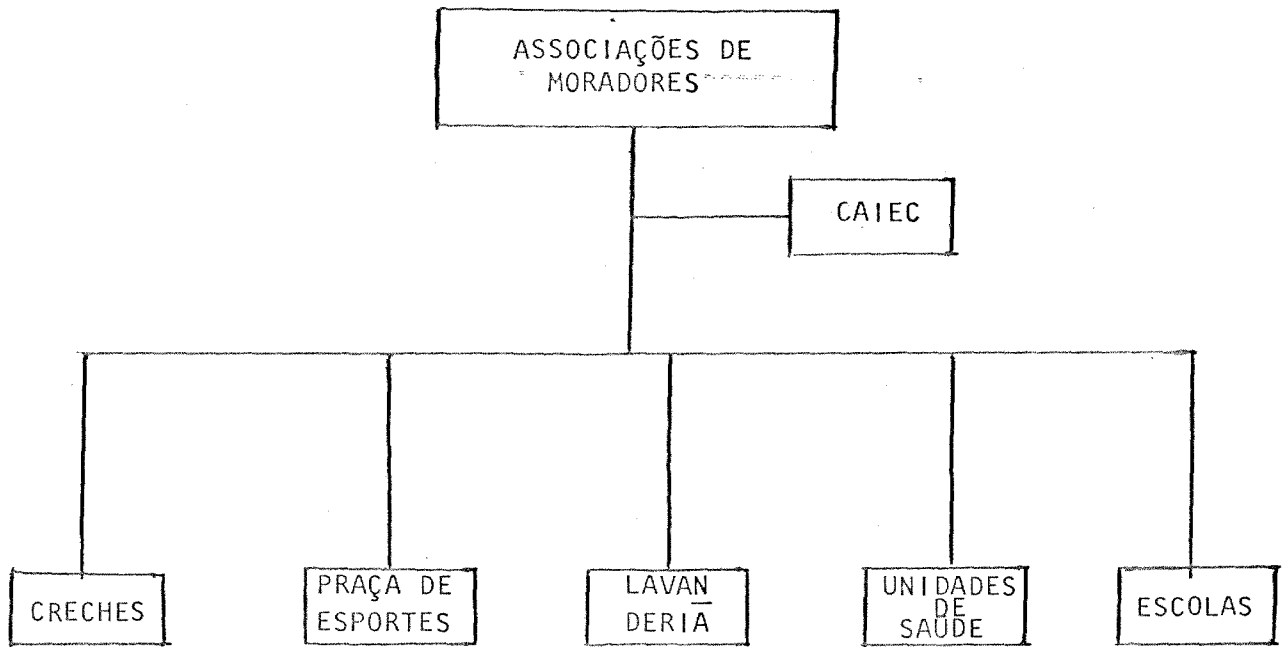 ASSOCIAÇÕES DE
MORADORES
CAIEC
CRECHES
PRAÇA DE
ESPORTES
LAVAN
DERIA
UNIDADES
DE
SAÚDE
ESCOLAS